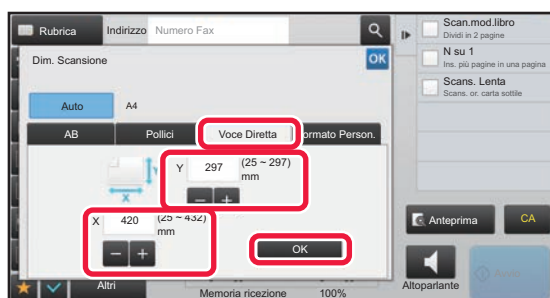 Rubrica
Indirizzo
Numero Fax
Dim. Scansione
OK
Auto
A4
AB
Pollici
Voce Diretta
ormato Person.
Y
Y
297
(25 ~ 297)
mm
X
X
420
(25 ~ 432)
mm
OK
Altri
Memoria ricezione
100%
Scan.mod.libro
Dividi in 2 pagine
N su 1
Ins. più pagine in una pagina
Scans. Lenta
Scans. or. carta sottile
Anteprima
CA
Altoparlante
Avvio